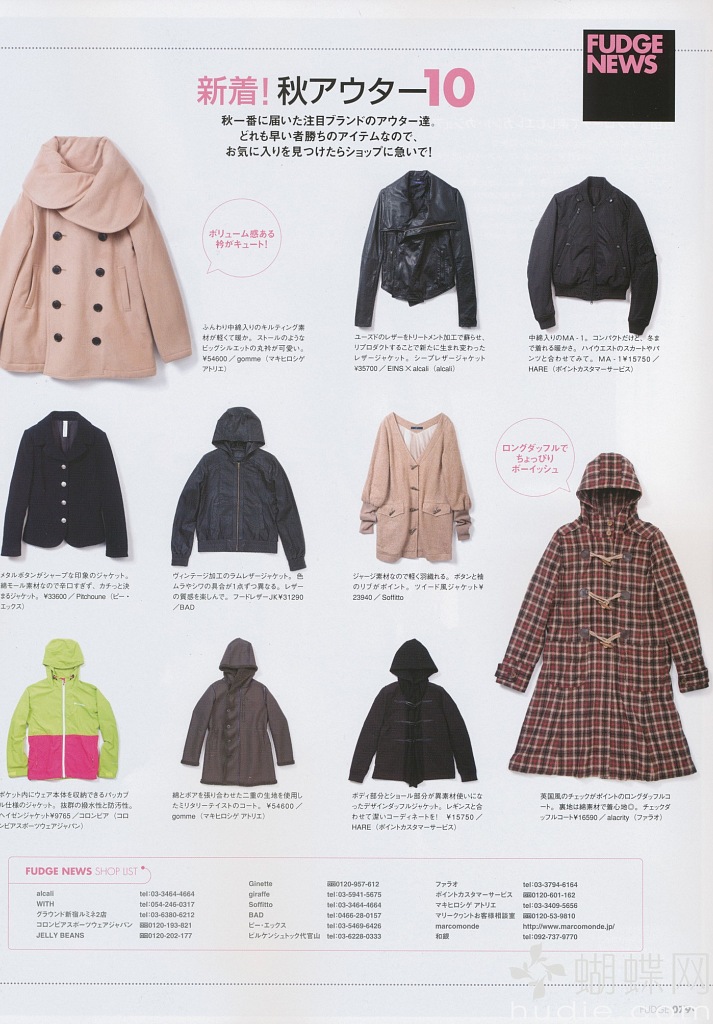 FUDGE
NEWS
新着！秋アウター10
秋一番に届いた注目ブランドのアウター達。
どれも早い者勝ちのアイテムなので、
お気に入りを見つけたらショップに急いで！
ボリューム感ある
衿がキュート！
ふんわり中綿入りのキルティング素
材が軽くて暖か。ストールのような
ビッグシルエットの丸衿が可愛い。
¥54600／gomme（マキヒロシゲ
アトリエ）
ユーズドのレザーをトリートメント加工で蘇らせ、
リプロダクトすることで新たに生まれ変わった
レザージャケット。シープレザージャケット
¥35700／EINS×alcali（alcali）
中綿入りのMA-1。コンパクトだけど、冬ま
で着れる暖かさ。ハイウエストのスカートやパ
ンツと合わせてみて。MA-1¥15750／
HARE（ポイントカスタマーサービス）
メタルボタンがシャープな印象のジャケット。
綿モール素材なので辛口すぎず、カチっと決
まるジャケット。¥33600／Pitchoune（ビー・
エックス）
ヴィンテージ加工のラムレザージャケット。色
ムラやシワの具合が1点ずつ異なる。レザー
の質感を楽しんで。フードレザーJK¥31290
／BAD
ジャージ素材なので軽く羽織れる。ボタンと袖
のリブがポイント。ツイード風ジャケット¥
23940／Soffitto
ロングダッフルで
ちょっぴり
ボーイッシュ
ポケット内にウェア本体を収納できるパッカブ
ル仕様のジャケット。抜群の撥水性と防汚性。
ヘイゼンジャケット¥9765／コロンビア（コロ
ンビアスポーツウェアジャパン）
綿とボアを張り合わせた二重の生地を使用し
たミリタリーテイストのコート。¥54600／
gomme（マキヒロシゲ アトリエ）
ボディ部分とショール部分が異素材使いにな
ったデザインダッフルジャケット。レギンスと合
わせて潔いコーディネートを！ ¥15750／
HARE（ポイントカスタマーサービス）
英国風のチェックがポイントのロングダッフルコ
ート。裏地は綿素材で着心地◎。チェックダ
ッフルコート¥16590／alacrity（ファラオ）
FUDGE NEWS SHOP LIST
alcali tel:03-3464-4664
WITH tel:054-246-0317
グラウンド新宿ルミネ2店 tel:03-6380-6212
コロンビアスポーツウェアジャパン 0120-193-821
JELLY BEANS 0120-202-177
Ginette 0120-957-612
giraffe tel:03-5941-5675
Soffitto tel:03-3464-4664
BAD tel:0466-28-0157
ビー・エックス tel:03-5469-6426
ビルケンシュトック代官山 tel:03-6228-0333
ファラオ tel:03-3794-6164
ポイントカスタマーサービス 0120-601-162
マキヒロシゲ アトリエ tel:03-3409-5656
マリークヮントお客様相談室 0120-53-9810
marcomonde http://www.marcomonde.jp/
和銀 tel:092-737-9770
蝴蝶网
hudie.com
FUDGE